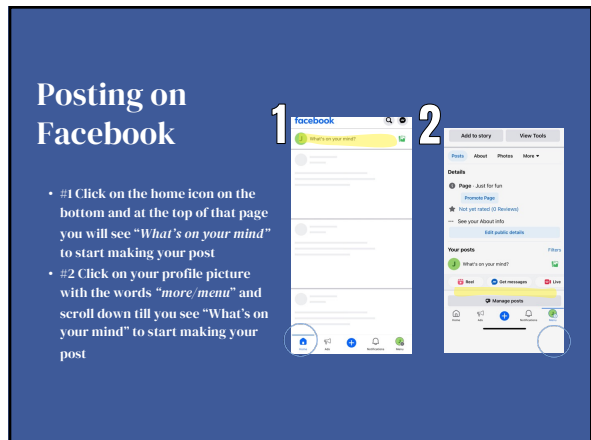 Posting on
Facebook
• #1 Click on the home icon on the
bottom and at the top of that page
you will see “What’s on your mind”
to start making your post
• #2 Click on your profile picture
with the words “more/menu” and
scroll down till you see “What’s on
your mind” to start making your
post
1
facebook
J What's on your mind?
Home Ads Notifications Menu
2
Add to story View Tools
Posts About Photos More
Details
Page · Just for fun
Promote Page
Not yet rated (0 Reviews)
See your About info
Edit public details
Your posts Filters
J What's on your mind?
Reel Get messages Live
Manage posts
Home Ads Notifications Menu